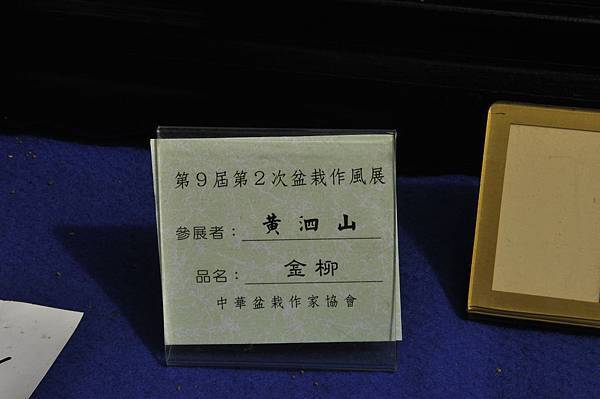 第9屆第2次盆栽作風展
參展者：黃泗山
品名：金柳
中華盆栽作家協會